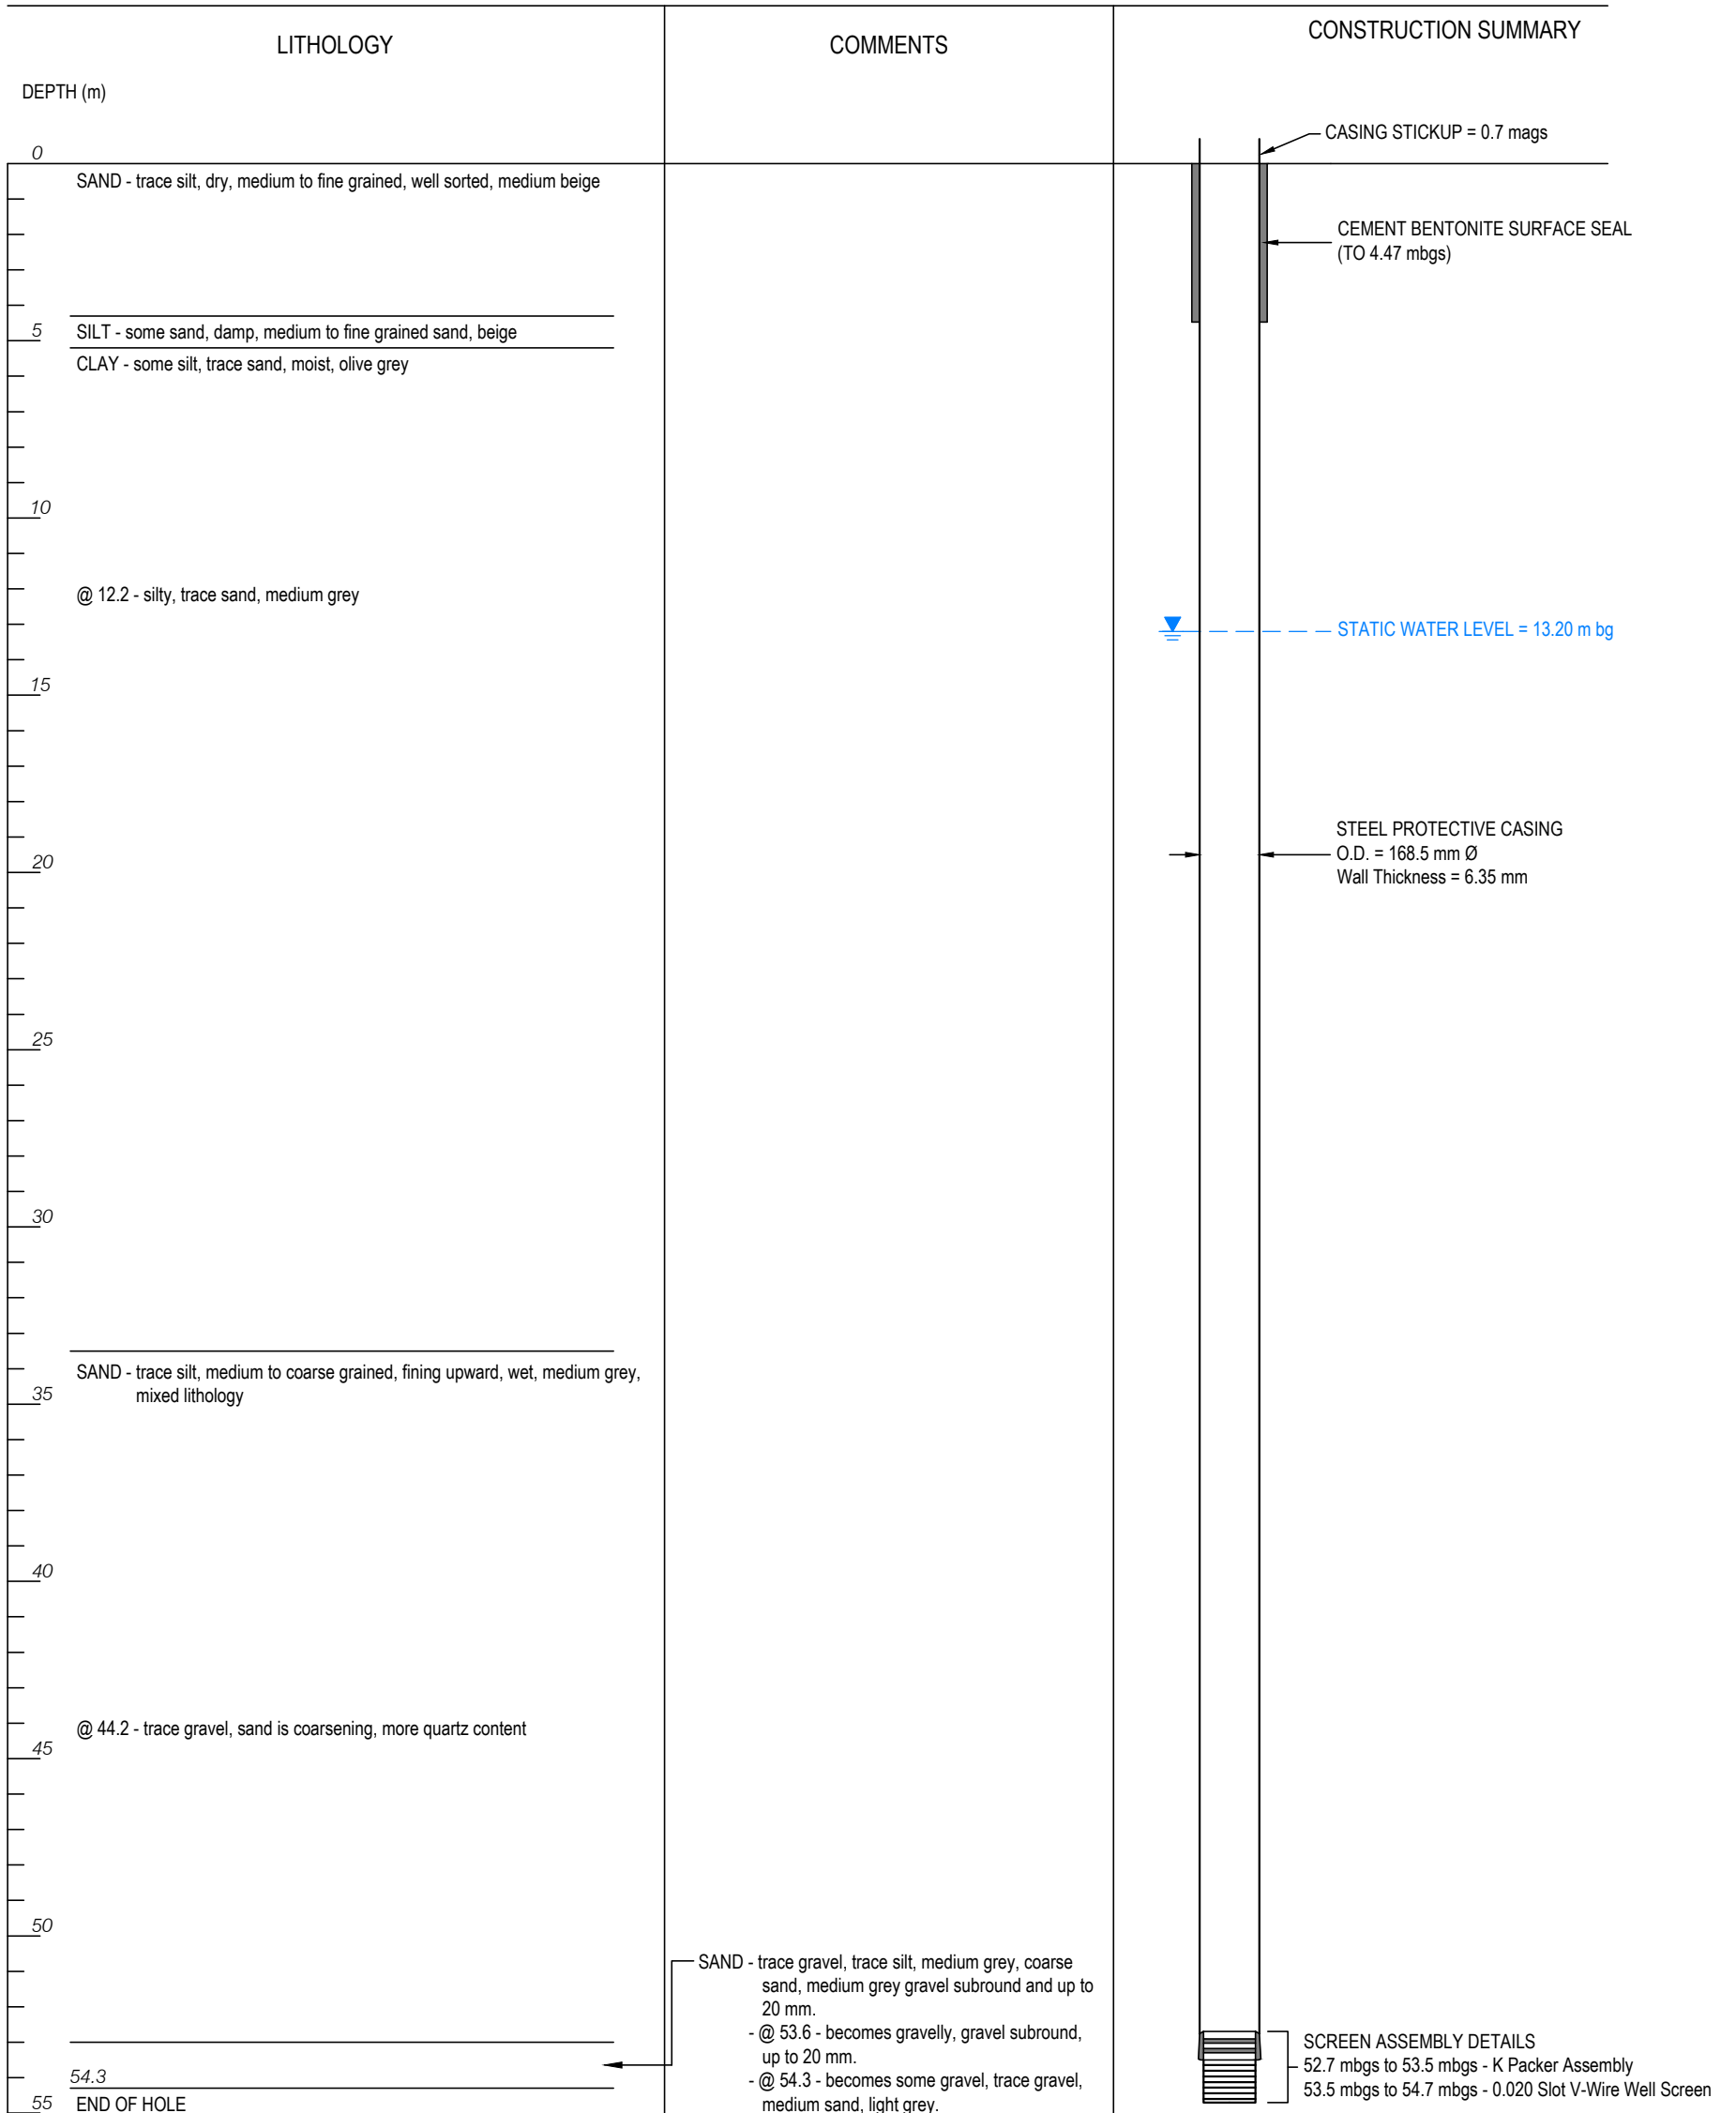 LITHOLOGY
COMMENTS
CONSTRUCTION SUMMARY
DEPTH (m)
CASING STICKUP = 0.7 mags
0
SAND - trace silt, dry, medium to fine grained, well sorted, medium beige
CEMENT BENTONITE SURFACE SEAL
(TO 4.47 mbgs)
5
SILT - some sand, damp, medium to fine grained sand, beige
CLAY - some silt, trace sand, moist, olive grey
10
@ 12.2 - silty, trace sand, medium grey
STATIC WATER LEVEL = 13.20 m bg
15
STEEL PROTECTIVE CASING
O.D. = 168.5 mm Ø
Wall Thickness = 6.35 mm
20
25
30
SAND - trace silt, medium to coarse grained, fining upward, wet, medium grey,
mixed lithology
35
40
@ 44.2 - trace gravel, sand is coarsening, more quartz content
45
50
SAND - trace gravel, trace silt, medium grey, coarse
sand, medium grey gravel subround and up to
20 mm.
- @ 53.6 - becomes gravelly, gravel subround,
up to 20 mm.
- @ 54.3 - becomes some gravel, trace gravel,
medium sand, light grey.
SCREEN ASSEMBLY DETAILS
52.7 mbgs to 53.5 mbgs - K Packer Assembly
53.5 mbgs to 54.7 mbgs - 0.020 Slot V-Wire Well Screen
54.3
55
END OF HOLE